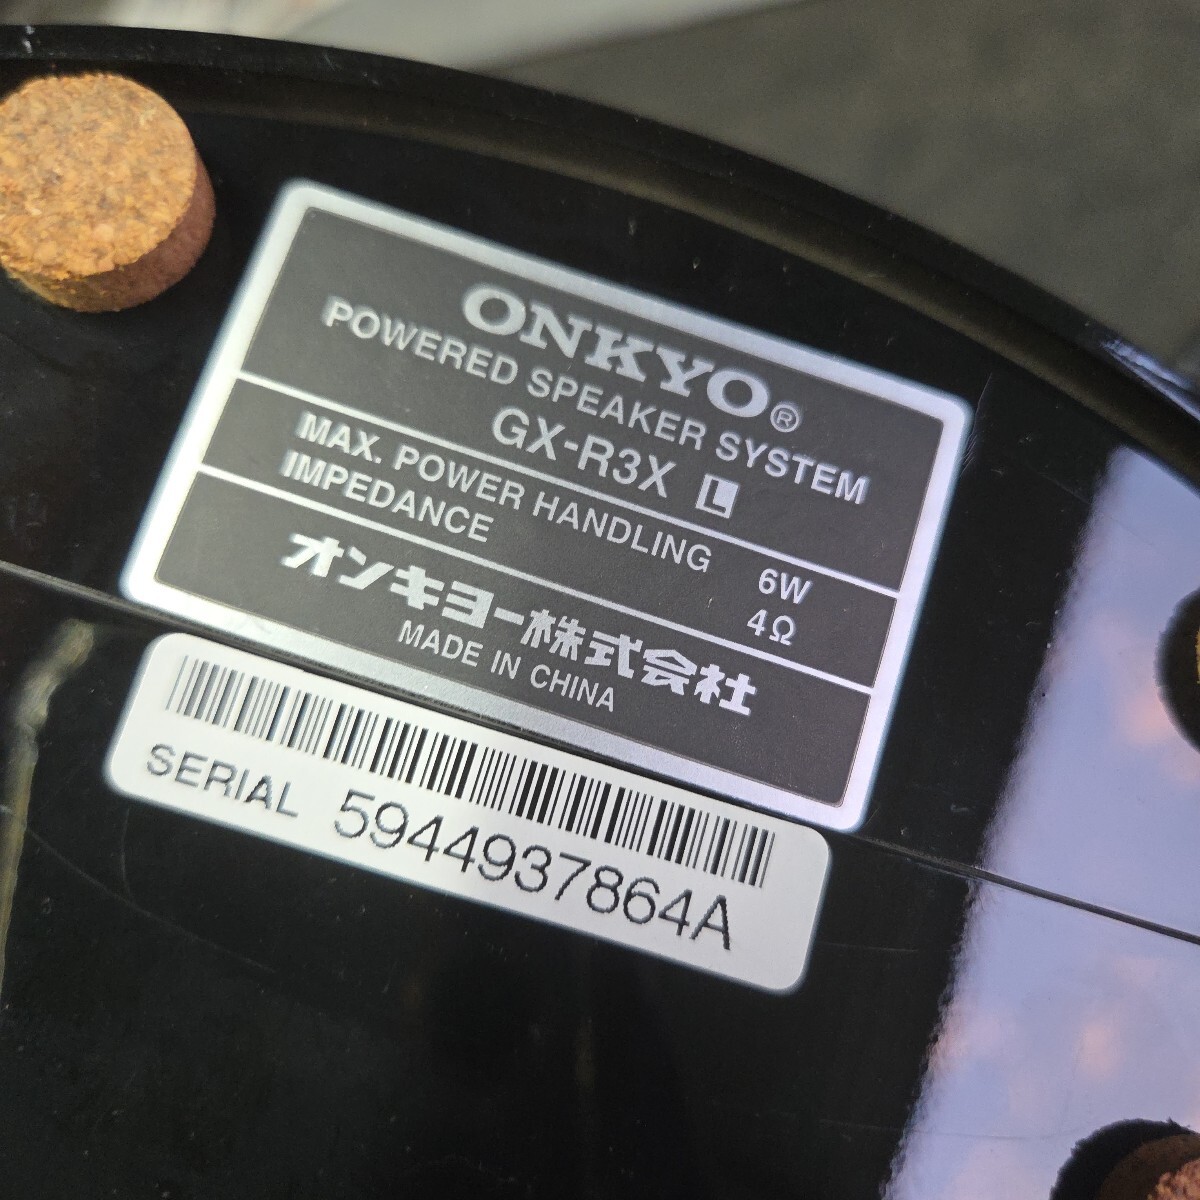 ONKYO®
POWERED SPEAKER SYSTEM
GX-R3X L
MAX. POWER HANDLING 6W
IMPEDANCE 4Ω
オンキヨー株式会社
MADE IN CHINA
SERIAL 5944937864A